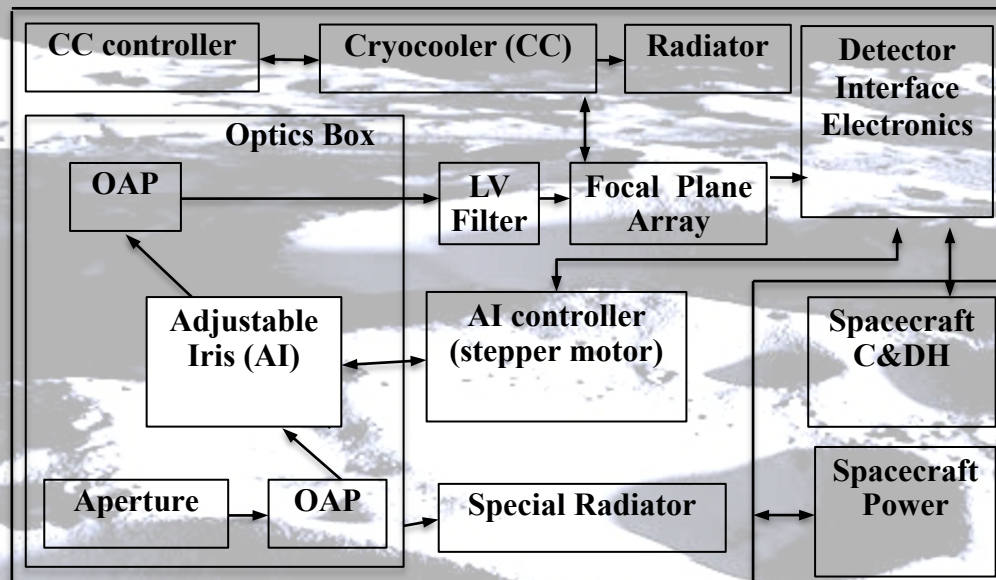 CC controller
Cryocooler (CC)
Radiator
Detector
Interface
Electronics
Optics Box
OAP
LV
Filter
Focal Plane
Array
Adjustable
Iris (AI)
AI controller
(stepper motor)
Spacecraft
C&DH
Aperture
OAP
Special Radiator
Spacecraft
Power